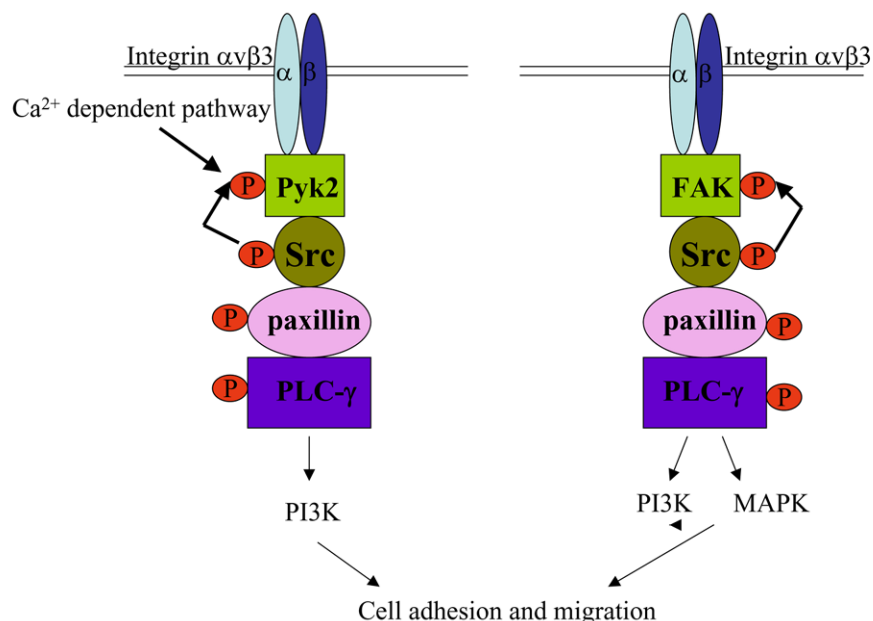 Integrin αvβ3
α β
Ca²⁺ dependent pathway
P Pyk2
P Src
P paxillin
P PLC-γ
PI3K
Integrin αvβ3
α β
FAK P
Src P
paxillin P
PLC-γ P
PI3K MAPK
Cell adhesion and migration